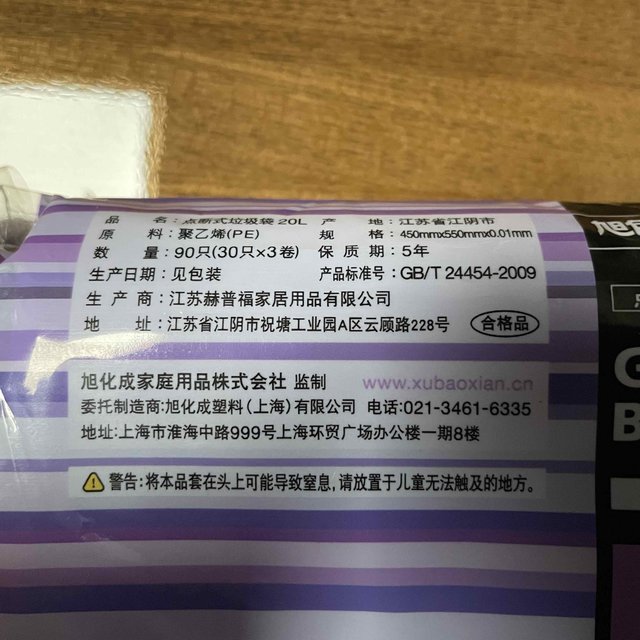 品 名：点断式垃圾袋 20L 产 地：江苏省江阴市
原 料：聚乙烯(PE) 规 格：450mmx550mmx0.01mm
数 量：90只(30只×3卷) 保 质 期：5年
生产日期：见包装 产品标准号：GB/T 24454-2009
生 产 商：江苏赫普福家居用品有限公司
地 址：江苏省江阴市祝塘工业园A区云顾路228号 合格品
旭化成家庭用品株式会社 监制 www.xubaoxian.cn
委托制造商:旭化成塑料(上海)有限公司 电话:021-3461-6335
地址:上海市淮海中路999号上海环贸广场办公楼一期8楼
警告:将本品套在头上可能导致窒息,请放置于儿童无法触及的地方。
旭
G
B